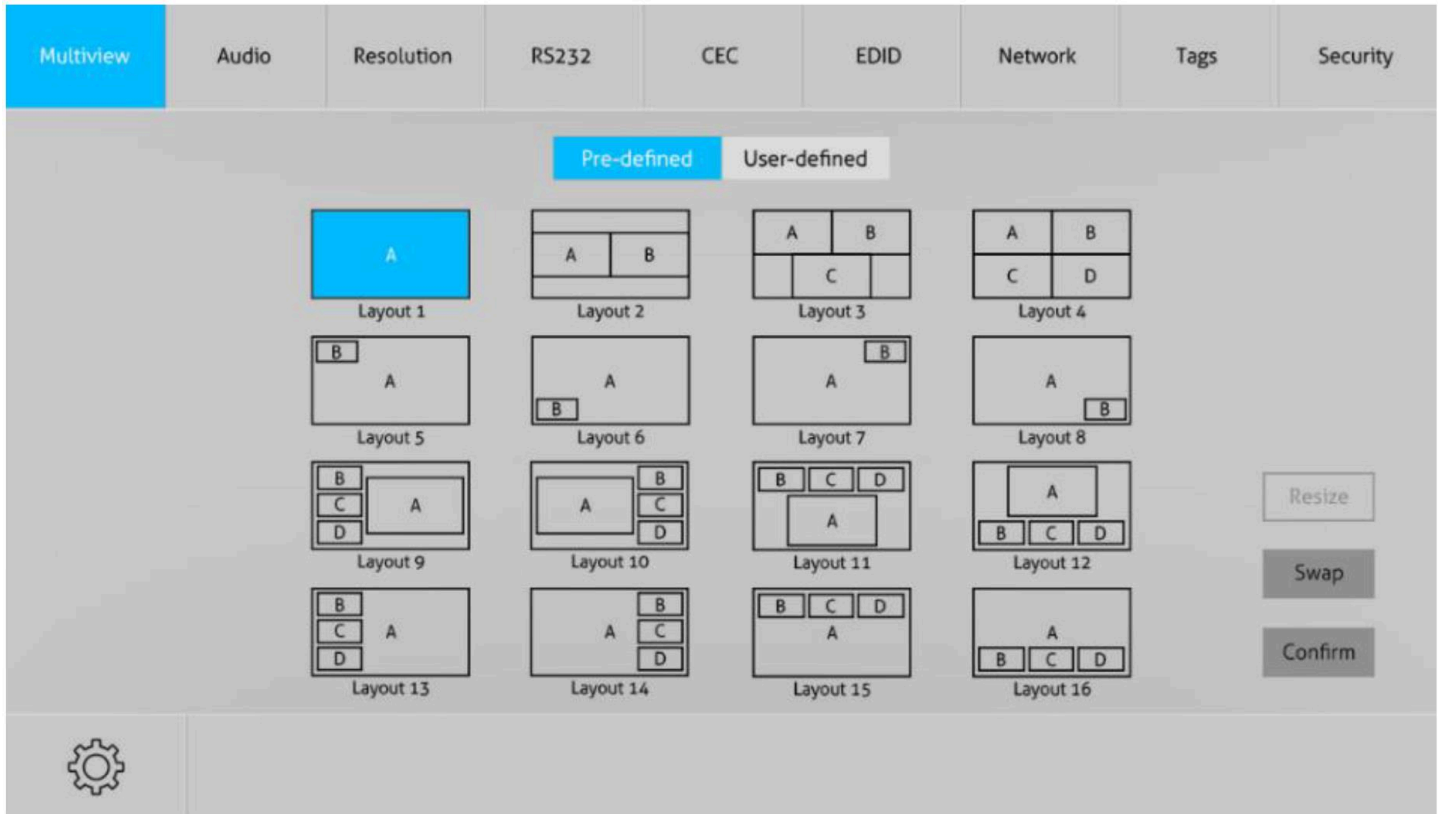 Multiview Audio Resolution RS232 CEC EDID Network Tags Security
Pre-defined User-defined
A
Layout 1
A B
Layout 2
A B
C
Layout 3
A B
C D
Layout 4
B
A
Layout 5
A
B
Layout 6
B
A
Layout 7
A
B
Layout 8
B
C A
D
Layout 9
B
A C
D
Layout 10
B C D
A
Layout 11
A
B C D
Layout 12
Resize
Swap
Confirm
B
C A
D
Layout 13
B
A C
D
Layout 14
B C D
A
Layout 15
A
B C D
Layout 16